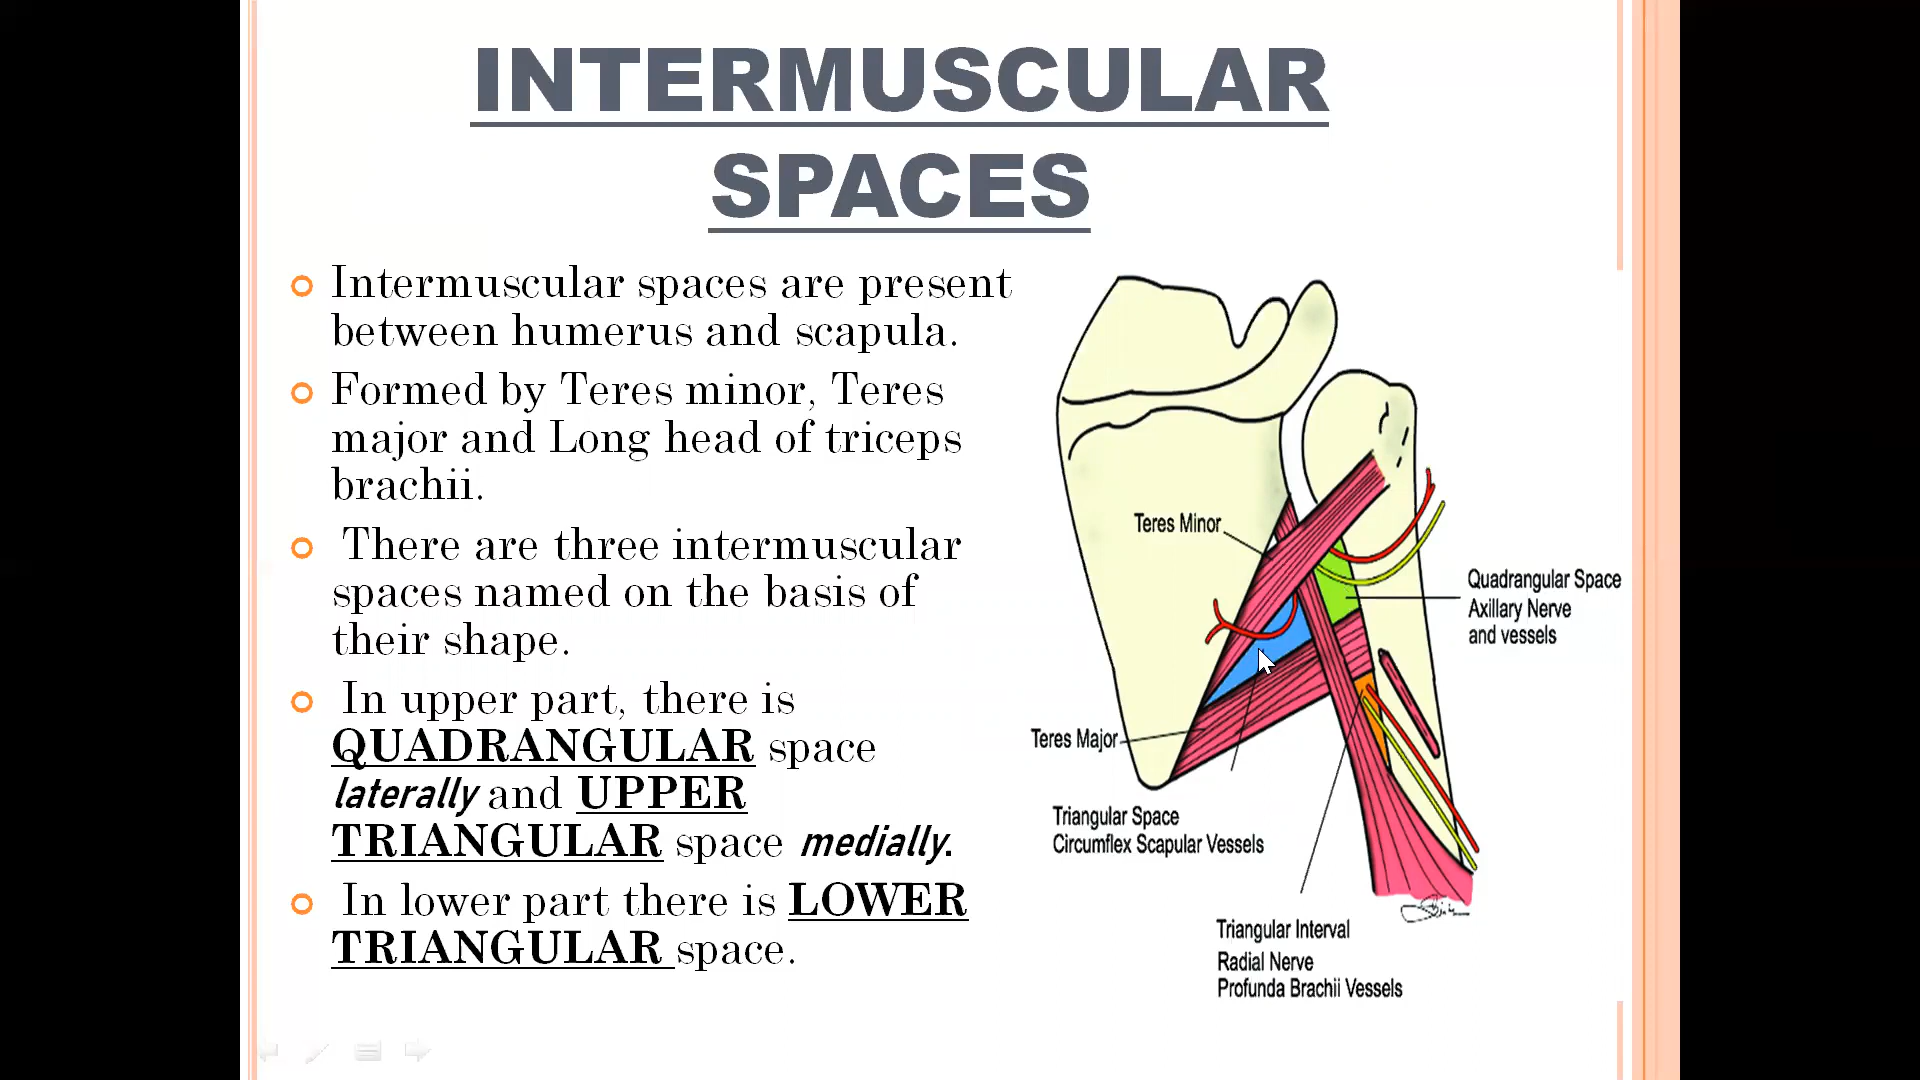 INTERMUSCULAR
SPACES
Intermuscular spaces are present
between humerus and scapula.
Formed by Teres minor, Teres
major and Long head of triceps
brachii.
There are three intermuscular
spaces named on the basis of
their shape.
In upper part, there is
QUADRANGULAR space
laterally and UPPER
TRIANGULAR space medially.
In lower part there is LOWER
TRIANGULAR space.
Teres Minor
Quadrangular Space
Axillary Nerve
and vessels
Teres Major
Triangular Space
Circumflex Scapular Vessels
Triangular Interval
Radial Nerve
Profunda Brachii Vessels